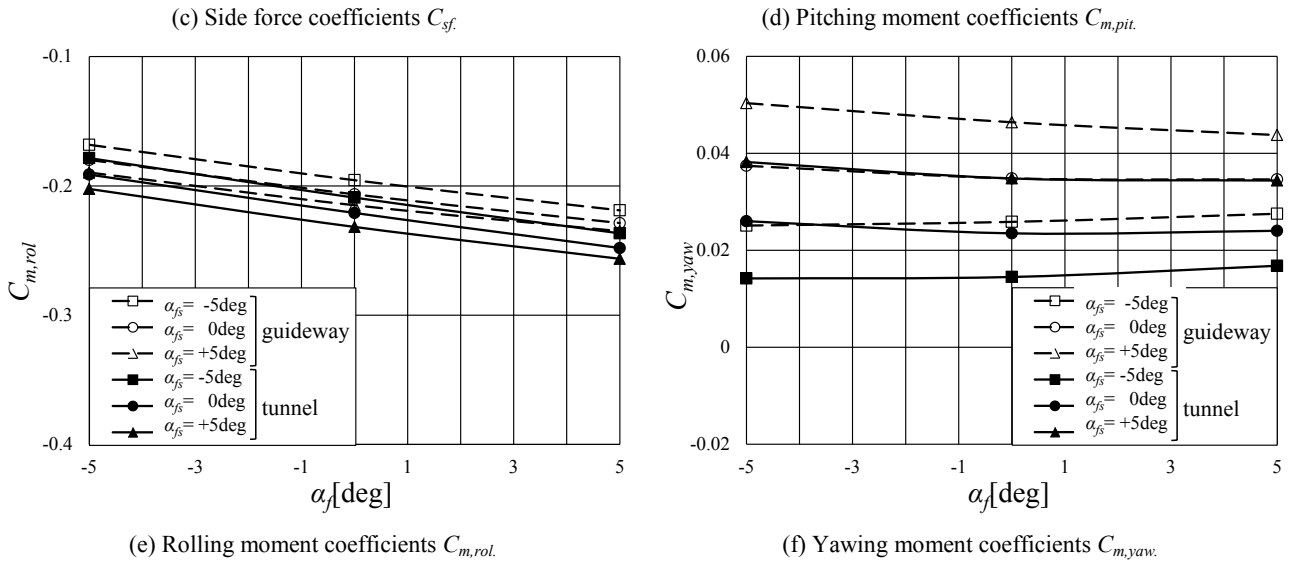 (c) Side force coefficients C_sf.
(d) Pitching moment coefficients C_m,pit.
-0.1
-0.2
-0.3
-0.4
C_m,rol
-5
-3
-1
1
3
5
α_f[deg]
α_fs= -5deg
α_fs= 0deg
α_fs= +5deg
guideway
α_fs= -5deg
α_fs= 0deg
α_fs= +5deg
tunnel
0.06
0.04
0.02
0
-0.02
C_m,yaw
-5
-3
-1
1
3
5
α_f[deg]
α_fs= -5deg
α_fs= 0deg
α_fs= +5deg
guideway
α_fs= -5deg
α_fs= 0deg
α_fs= +5deg
tunnel
(e) Rolling moment coefficients C_m,rol.
(f) Yawing moment coefficients C_m,yaw.